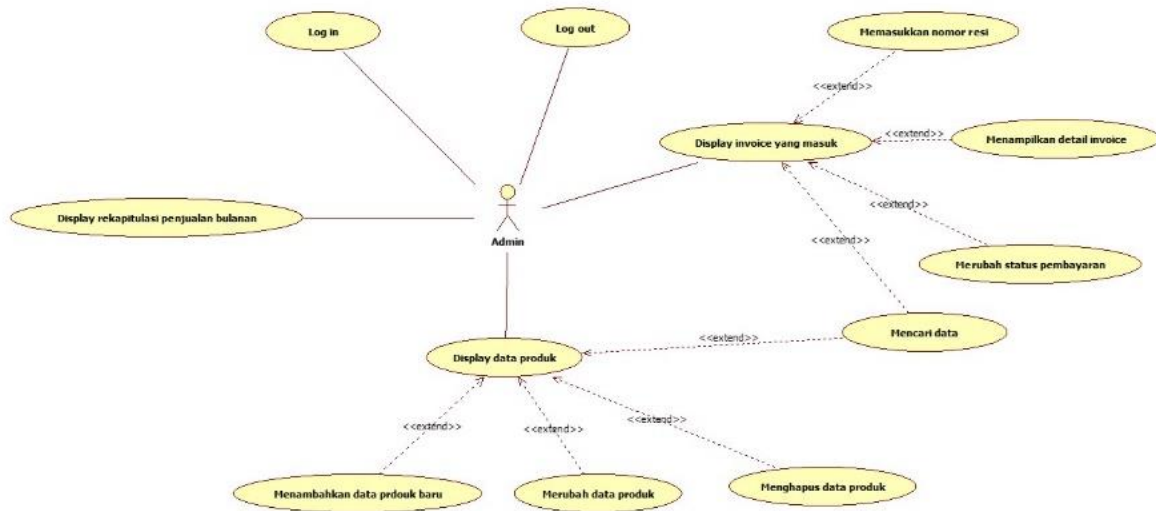 Log in
Log out
Memasukkan nomor resi
<<extend>>
Display invoice yang masuk
<<extend>>
Menampilkan detail invoice
<<extend>>
Display rekapitulasi penjualan bulanan
Admin
<<extend>>
Merubah status pembayaran
Mencari data
<<extend>>
Display data produk
<<extend>>
<<extend>>
<<extend>>
Menambahkan data prdouk baru
Merubah data produk
Menghapus data produk